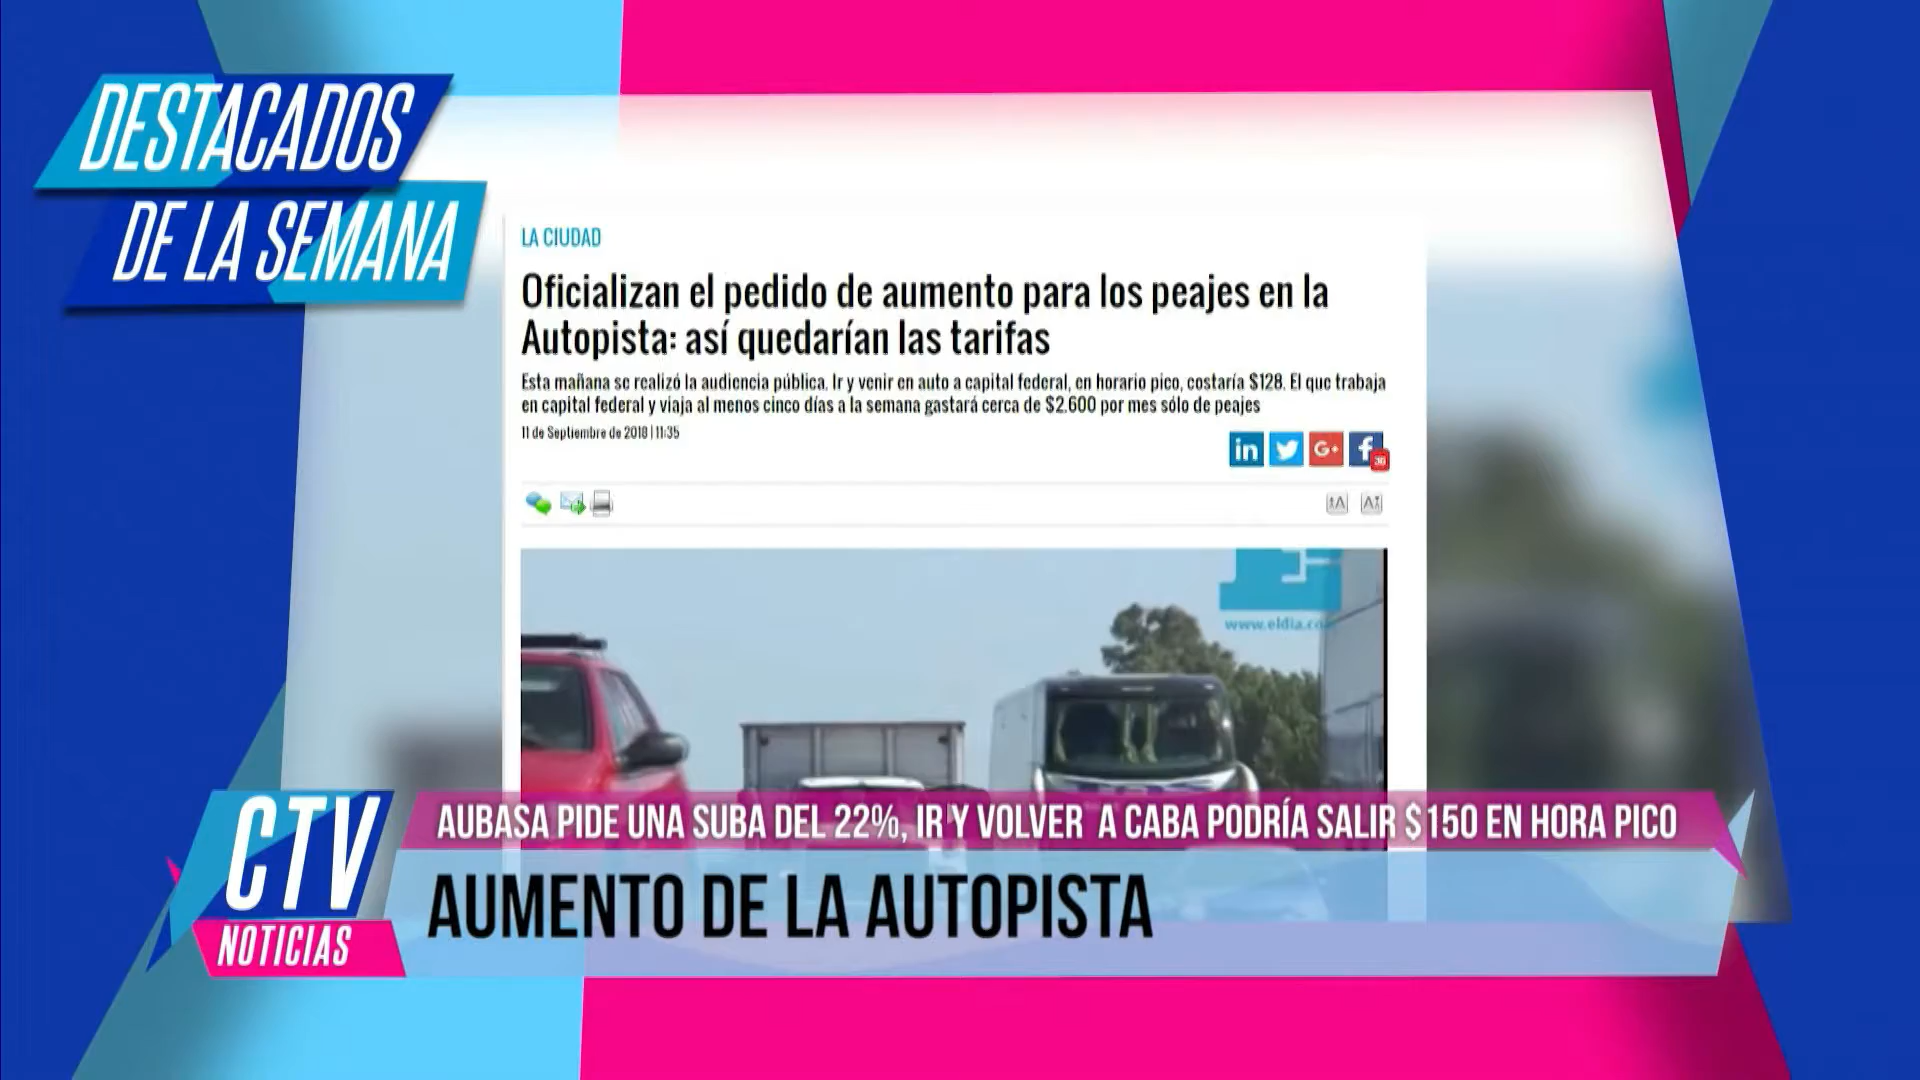 DESTACADOS
DE LA SEMANA
LA CIUDAD
Oficializan el pedido de aumento para los peajes en la
Autopista: así quedarían las tarifas
Esta mañana se realizó la audiencia pública. Ir y venir en auto a capital federal, en horario pico, costaría $128. El que trabaja
en capital federal y viaja al menos cinco días a la semana gastará cerca de $2.600 por mes sólo de peajes
11 de Septiembre de 2018 | 11:35
in G+ f
36
www.eldia.co
CTV
NOTICIAS
AUBASA PIDE UNA SUBA DEL 22%, IR Y VOLVER A CABA PODRÍA SALIR $150 EN HORA PICO
AUMENTO DE LA AUTOPISTA